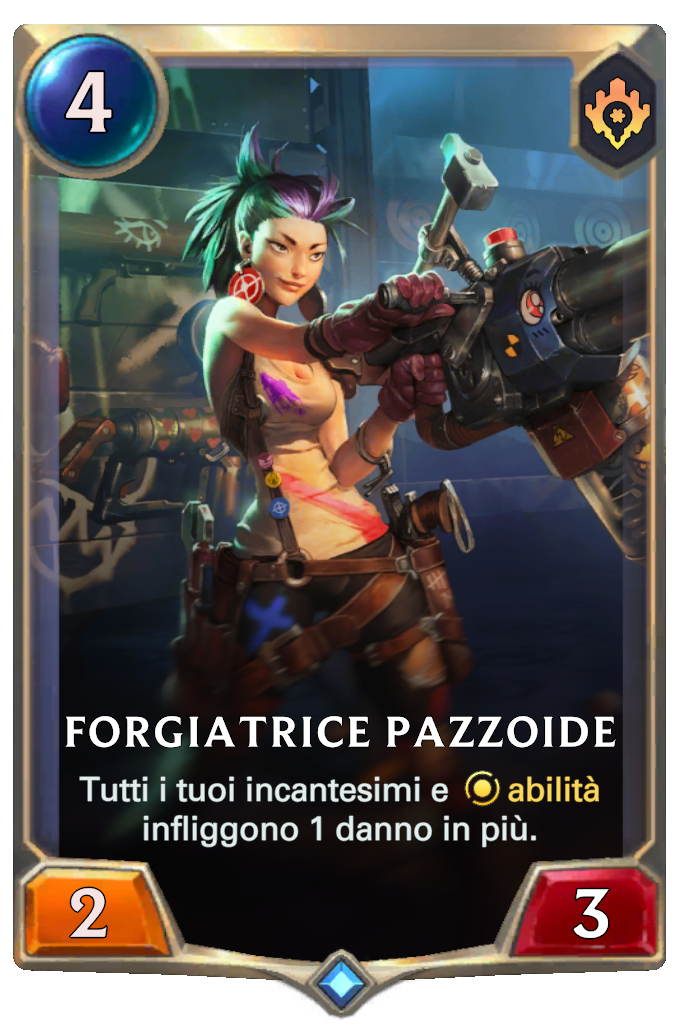 4
FORGIATRICE PAZZOIDE
Tutti i tuoi incantesimi e abilità
infliggono 1 danno in più.
2
3